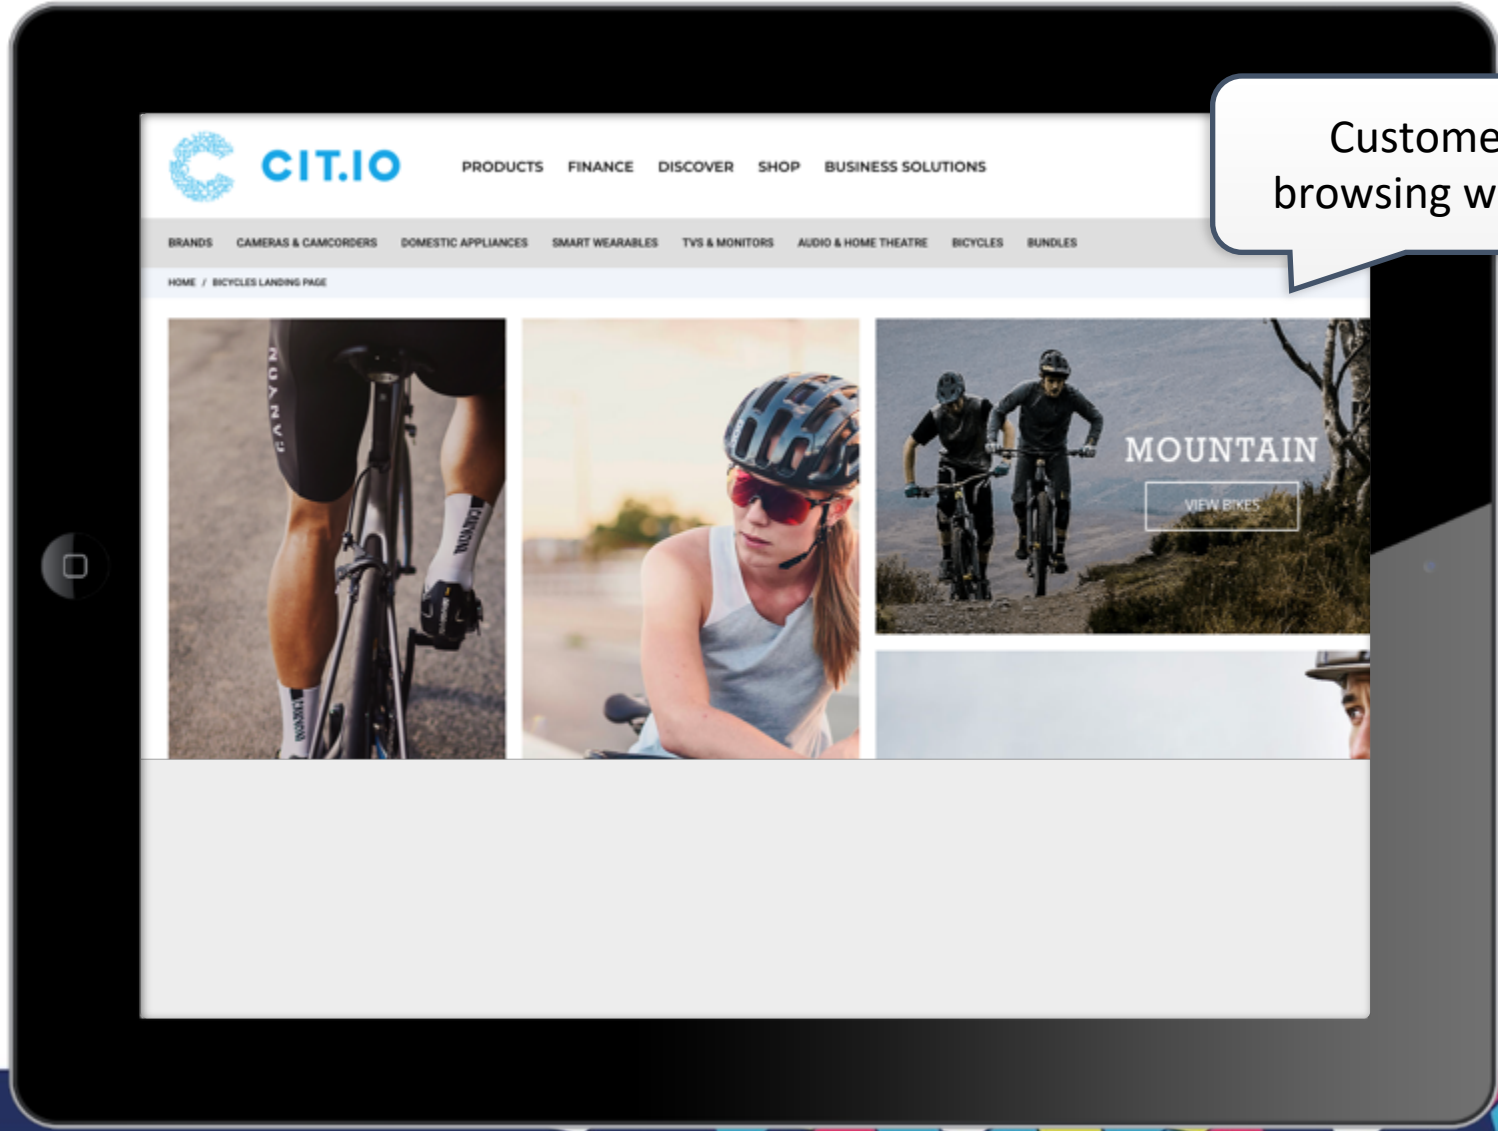 Custome
browsing w
CIT.IO
PRODUCTS FINANCE DISCOVER SHOP BUSINESS SOLUTIONS
BRANDS CAMERAS & CAMCORDERS DOMESTIC APPLIANCES SMART WEARABLES TVS & MONITORS AUDIO & HOME THEATRE BICYCLES BUNDLES
HOME / BICYCLES LANDING PAGE
CANYON
MOUNTAIN
VIEW BIKES